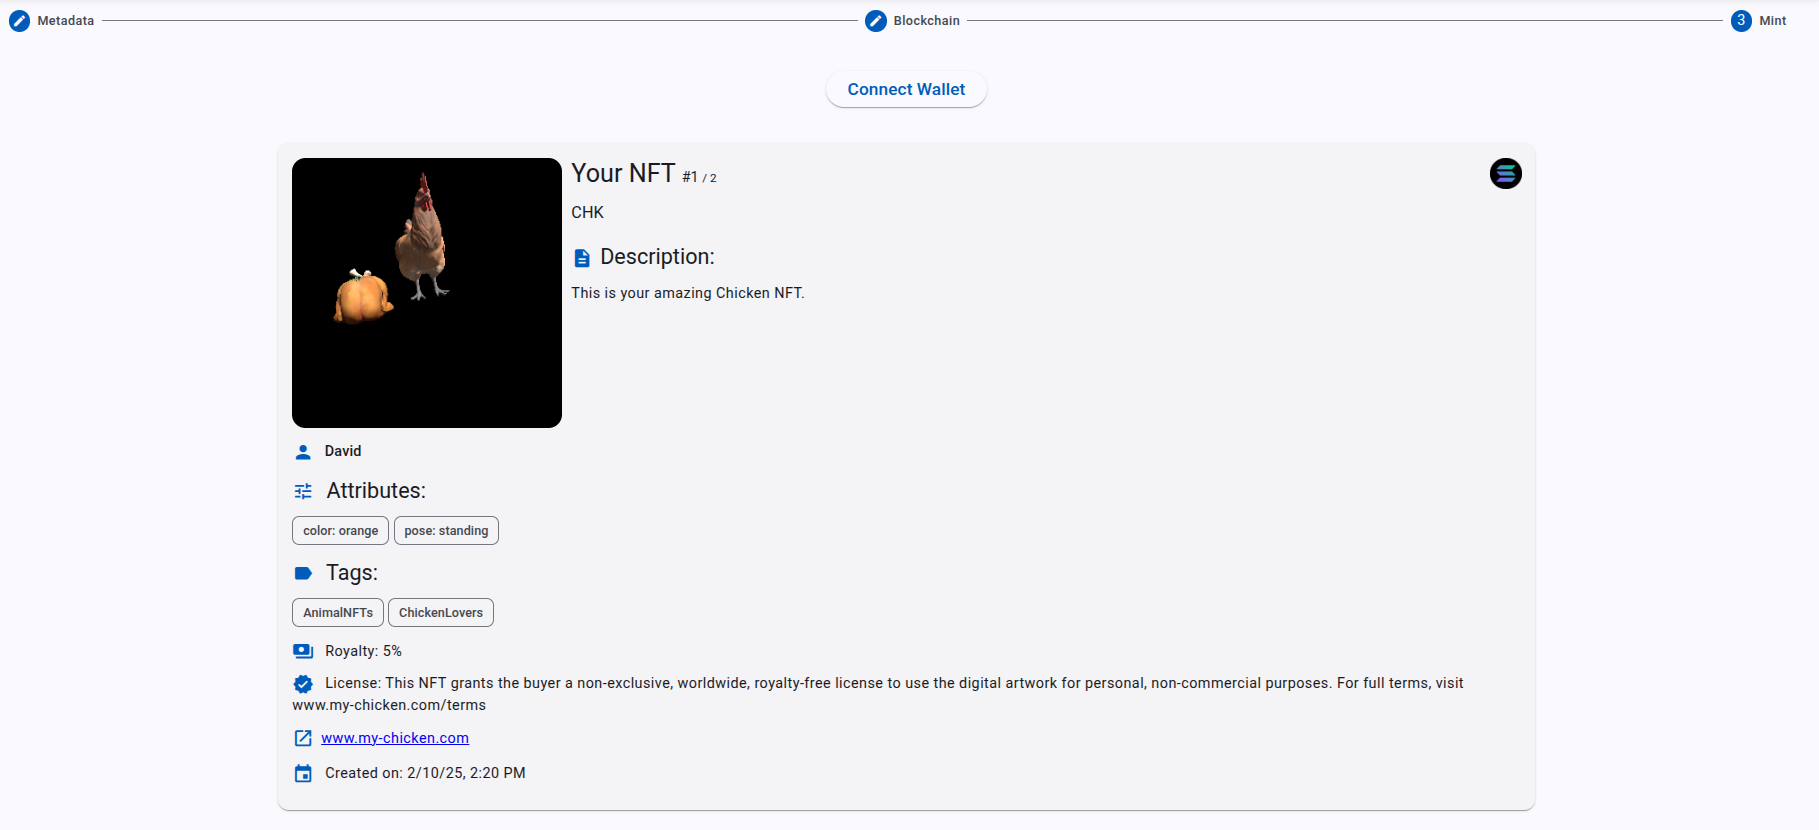 Metadata
Blockchain
3 Mint
Connect Wallet
Your NFT #1 / 2
CHK
Description:
This is your amazing Chicken NFT.
David
Attributes:
color: orange pose: standing
Tags:
AnimalNFTs ChickenLovers
Royalty: 5%
License: This NFT grants the buyer a non-exclusive, worldwide, royalty-free license to use the digital artwork for personal, non-commercial purposes. For full terms, visit
www.my-chicken.com/terms
www.my-chicken.com
Created on: 2/10/25, 2:20 PM